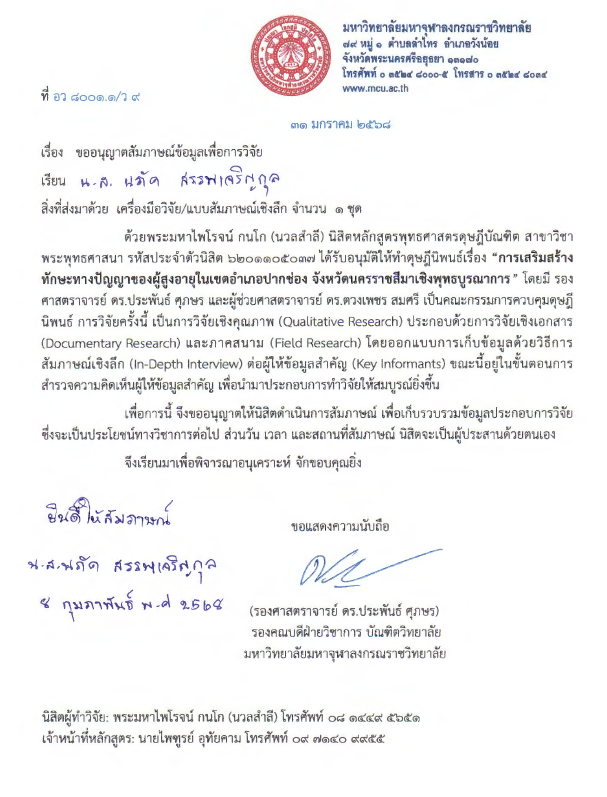 มหาวิทยาลัยมหาจุฬาลงกรณราชวิทยาลัย
๗๙ หมู่ ๑ ตำบลลำไทร อำเภอวังน้อย
จังหวัดพระนครศรีอยุธยา ๑๓๑๗๐
โทรศัพท์ ๐ ๓๕๒๔ ๘๐๐๐-๕ โทรสาร ๐ ๓๕๒๔ ๘๐๓๔
www.mcu.ac.th
ที่ อว ๘๐๐๑.๑/ว ๙
๓๑ มกราคม ๒๕๖๘
เรื่อง ขออนุญาตสัมภาษณ์ข้อมูลเพื่อการวิจัย
เรียน น.ส. นภัค สรรพเจริญกุล
สิ่งที่ส่งมาด้วย เครื่องมือวิจัย/แบบสัมภาษณ์เชิงลึก จำนวน ๑ ชุด
ด้วยพระมหาไพโรจน์ กนโก (นวลสำลี) นิสิตหลักสูตรพุทธศาสตรดุษฎีบัณฑิต สาขาวิชา
พระพุทธศาสนา รหัสประจำตัวนิสิต ๖๒๐๑๑๐๕๐๓๗ ได้รับอนุมัติให้ทำดุษฎีนิพนธ์เรื่อง "การเสริมสร้าง
ทักษะทางปัญญาของผู้สูงอายุในเขตอำเภอปากช่อง จังหวัดนครราชสีมาเชิงพุทธบูรณาการ" โดยมี รอง
ศาสตราจารย์ ดร.ประพันธ์ ศุภษร และผู้ช่วยศาสตราจารย์ ดร.ตวงเพชร สมศรี เป็นคณะกรรมการควบคุมดุษฎี
นิพนธ์ การวิจัยครั้งนี้ เป็นการวิจัยเชิงคุณภาพ (Qualitative Research) ประกอบด้วยการวิจัยเชิงเอกสาร
(Documentary Research) และภาคสนาม (Field Research) โดยออกแบบการเก็บข้อมูลด้วยวิธีการ
สัมภาษณ์เชิงลึก (In-Depth Interview) ต่อผู้ให้ข้อมูลสำคัญ (Key Informants) ขณะนี้อยู่ในขั้นตอนการ
สำรวจความคิดเห็นผู้ให้ข้อมูลสำคัญ เพื่อนำมาประกอบการทำวิจัยให้สมบูรณ์ยิ่งขึ้น
เพื่อการนี้ จึงขออนุญาตให้นิสิตดำเนินการสัมภาษณ์ เพื่อเก็บรวบรวมข้อมูลประกอบการวิจัย
ซึ่งจะเป็นประโยชน์ทางวิชาการต่อไป ส่วนวัน เวลา และสถานที่สัมภาษณ์ นิสิตจะเป็นผู้ประสานด้วยตนเอง
จึงเรียนมาเพื่อพิจารณาอนุเคราะห์ จักขอบคุณยิ่ง
ยินดีให้สัมภาษณ์
ขอแสดงความนับถือ
น.ส.นภัค สรรพเจริญกุล
๘ กุมภาพันธ์ พ.ศ 2568
(รองศาสตราจารย์ ดร.ประพันธ์ ศุภษร)
รองคณบดีฝ่ายวิชาการ บัณฑิตวิทยาลัย
มหาวิทยาลัยมหาจุฬาลงกรณราชวิทยาลัย
นิสิตผู้ทำวิจัย: พระมหาไพโรจน์ กนโก (นวลสำลี) โทรศัพท์ ๐๘ ๑๔๔๙ ๕๖๕๑
เจ้าหน้าที่หลักสูตร: นายไพฑูรย์ อุทัยคาม โทรศัพท์ ๐๙ ๗๑๔๐ ๙๙๕๕